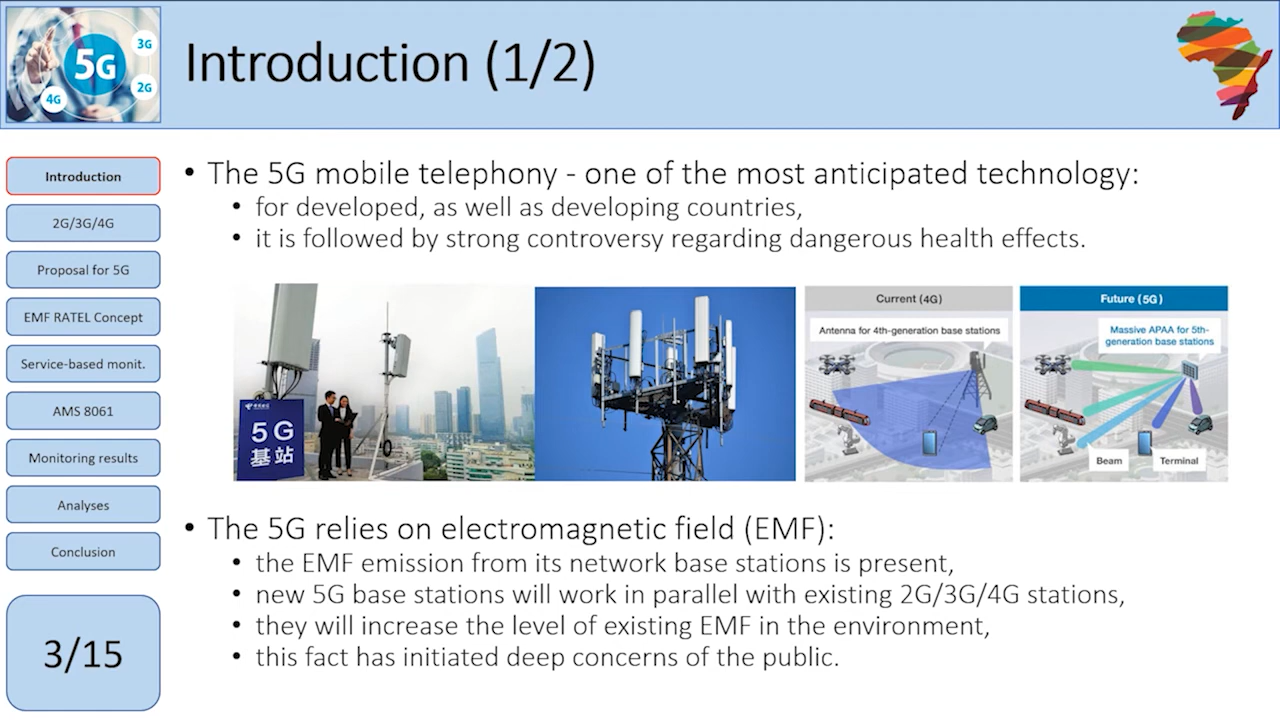 5G
3G
4G
2G
Introduction (1/2)
Introduction
2G/3G/4G
Proposal for 5G
EMF RATEL Concept
Service-based monit.
AMS 8061
Monitoring results
Analyses
Conclusion
3/15
• The 5G mobile telephony - one of the most anticipated technology:
• for developed, as well as developing countries,
• it is followed by strong controversy regarding dangerous health effects.
5G
基站
Current (4G)
Antenna for 4th-generation base stations
Future (5G)
Massive APAA for 5th-
generation base stations
Beam
Terminal
• The 5G relies on electromagnetic field (EMF):
• the EMF emission from its network base stations is present,
• new 5G base stations will work in parallel with existing 2G/3G/4G stations,
• they will increase the level of existing EMF in the environment,
• this fact has initiated deep concerns of the public.